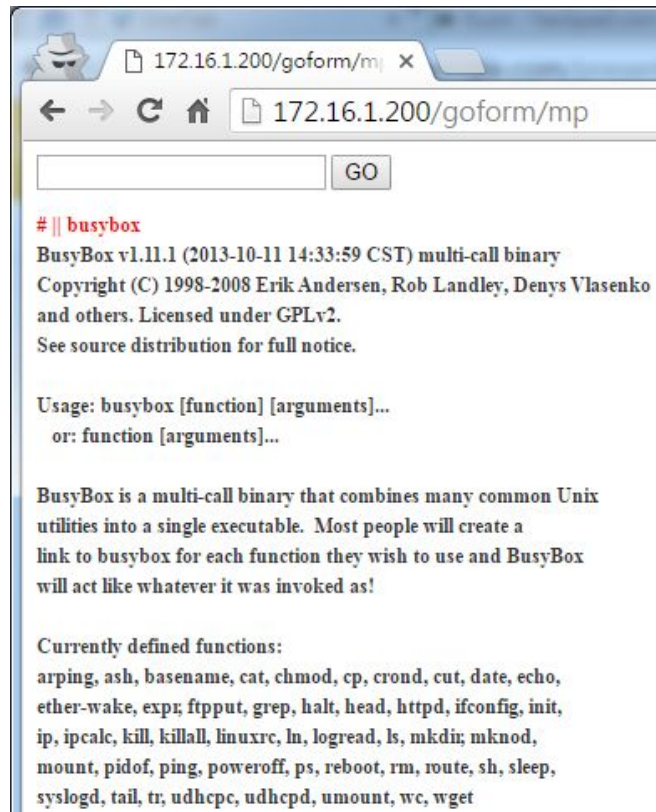 172.16.1.200/goform/m
172.16.1.200/goform/mp
GO
# || busybox
BusyBox v1.11.1 (2013-10-11 14:33:59 CST) multi-call binary
Copyright (C) 1998-2008 Erik Andersen, Rob Landley, Denys Vlasenko
and others. Licensed under GPLv2.
See source distribution for full notice.
Usage: busybox [function] [arguments]...
or: function [arguments]...
BusyBox is a multi-call binary that combines many common Unix
utilities into a single executable. Most people will create a
link to busybox for each function they wish to use and BusyBox
will act like whatever it was invoked as!
Currently defined functions:
arping, ash, basename, cat, chmod, cp, crond, cut, date, echo,
ether-wake, expr, ftpput, grep, halt, head, httpd, ifconfig, init,
ip, ipcalc, kill, killall, linuxrc, ln, logread, ls, mkdir, mknod,
mount, pidof, ping, poweroff, ps, reboot, rm, route, sh, sleep,
syslogd, tail, tr, udhcpc, udhcpd, umount, wc, wget